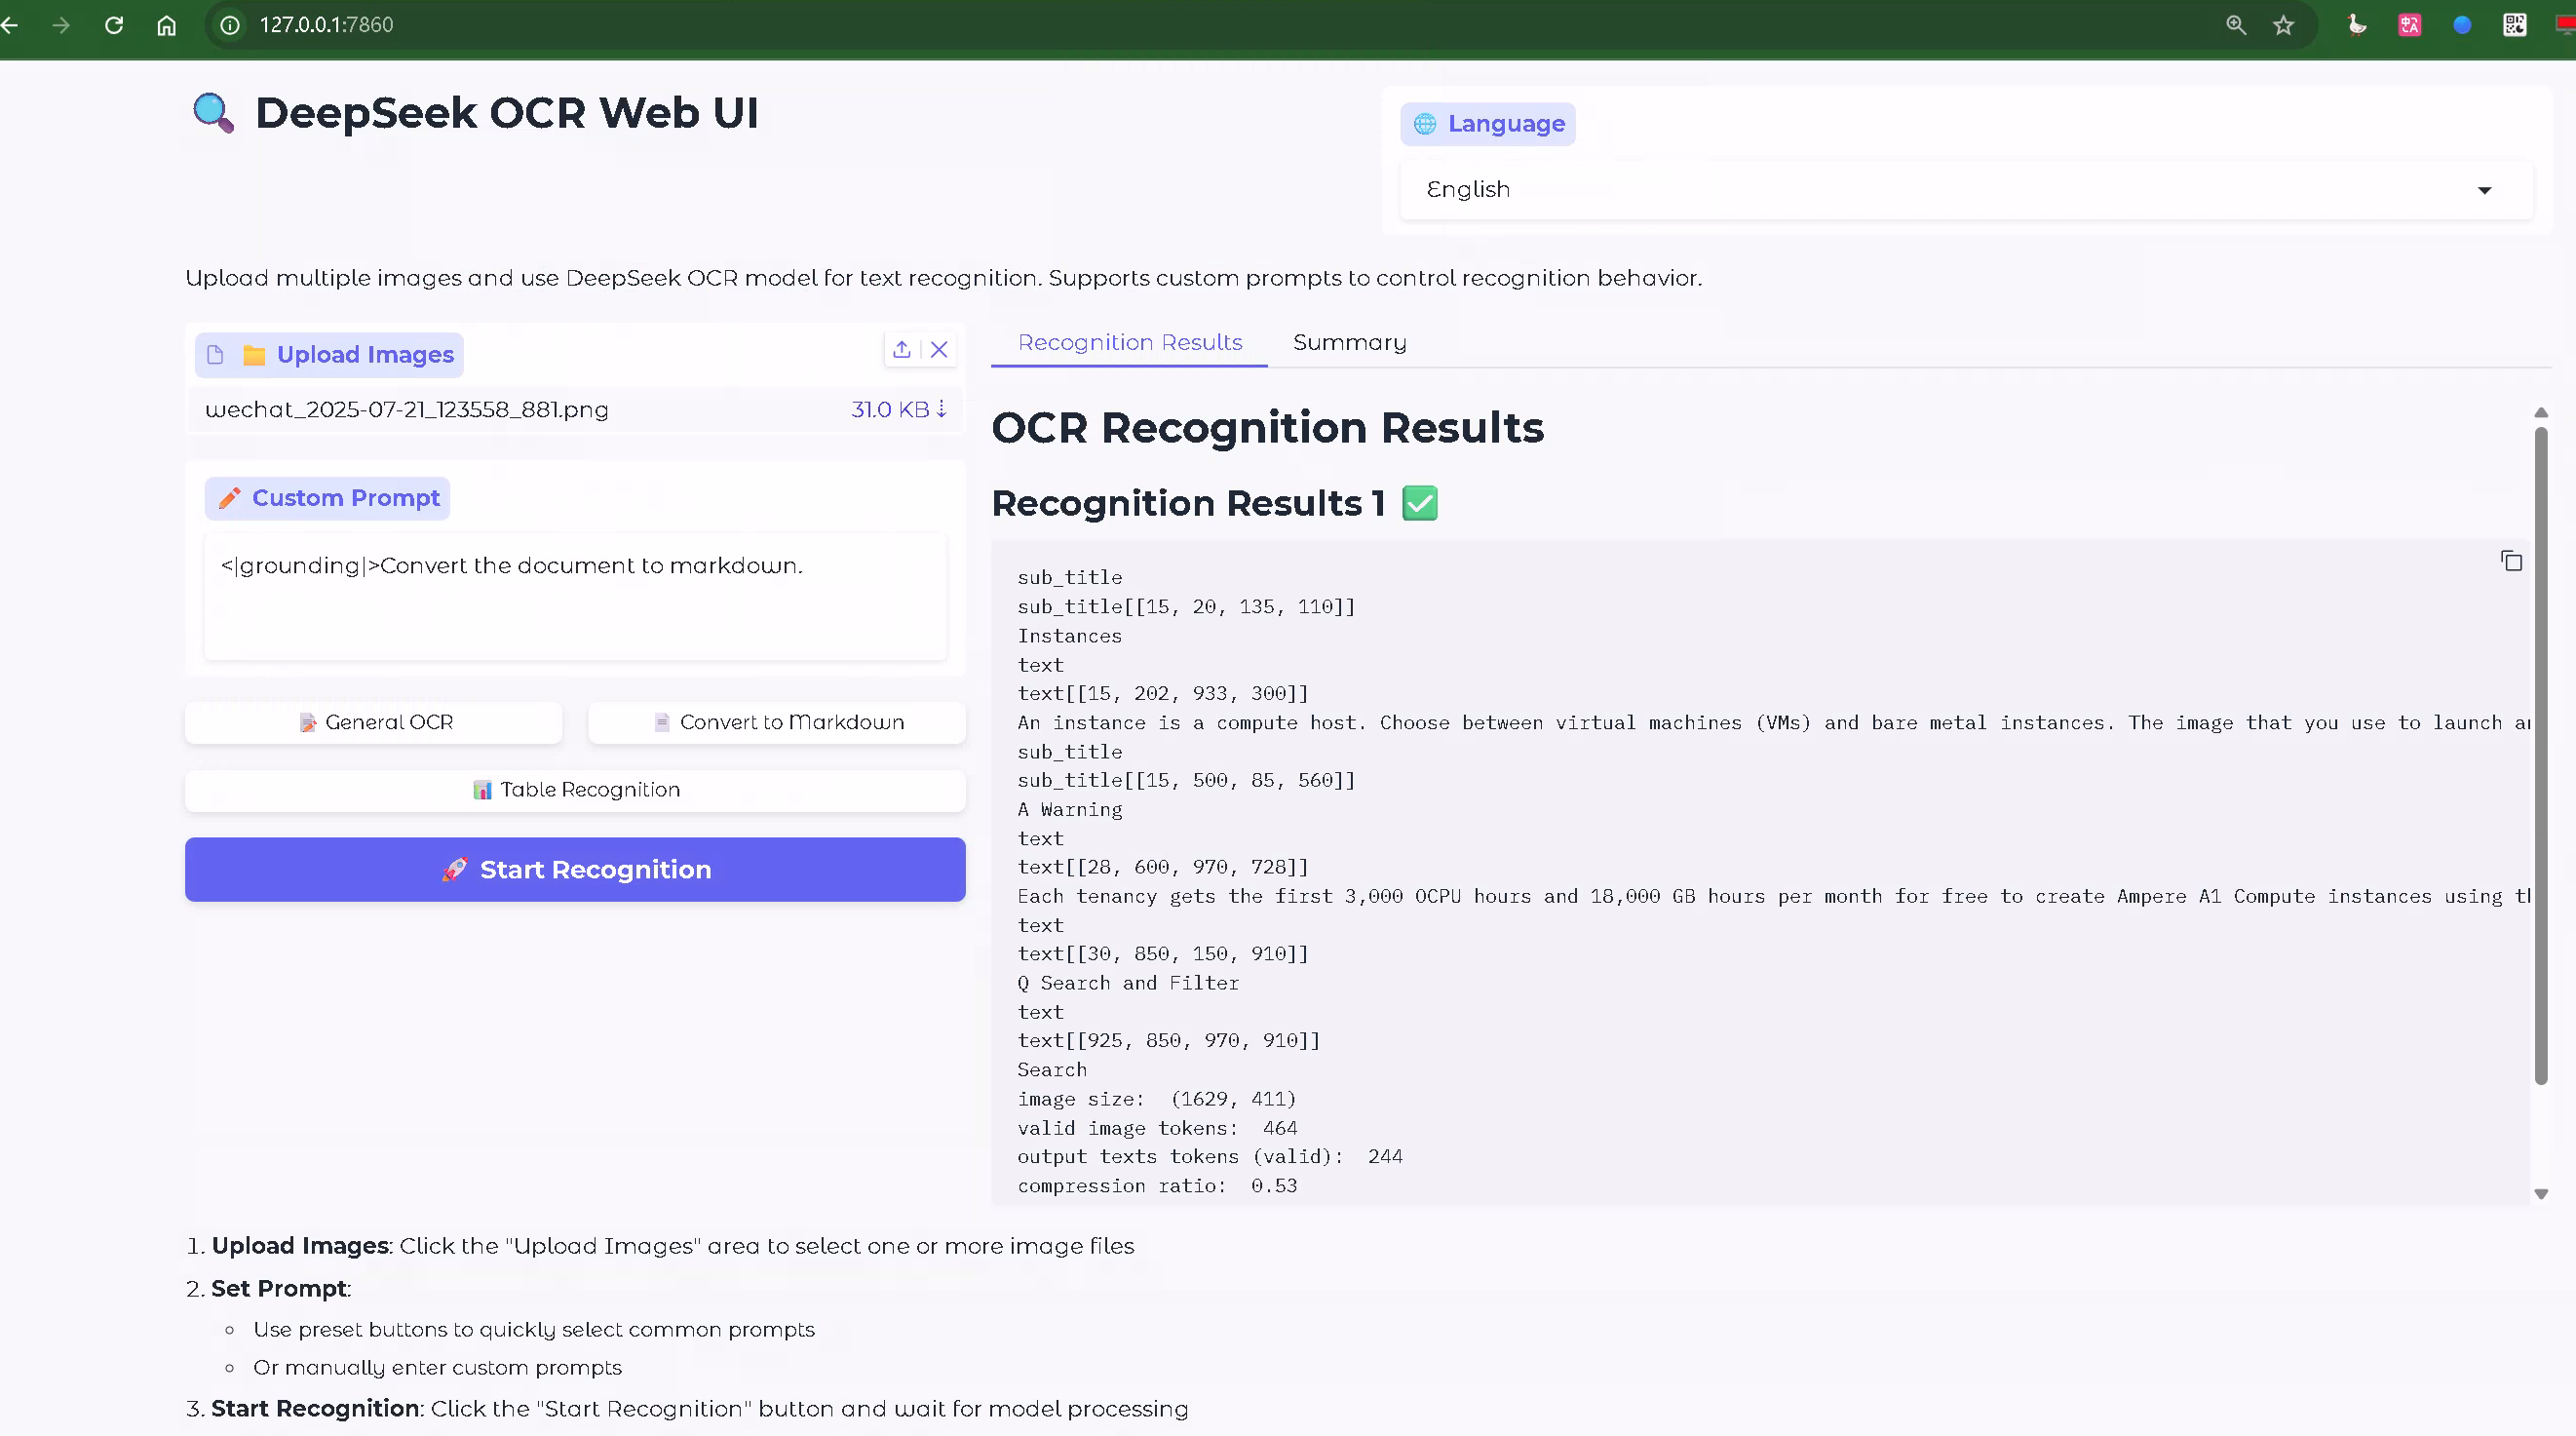 127.0.0.1:7860
DeepSeek OCR Web UI
Language
English
Upload multiple images and use DeepSeek OCR model for text recognition. Supports custom prompts to control recognition behavior.
Upload Images
wechat_2025-07-21_123558_881.png 31.0 KB ⇣
Custom Prompt
<|grounding|>Convert the document to markdown.
General OCR
Convert to Markdown
Table Recognition
Start Recognition
Recognition Results Summary
OCR Recognition Results
Recognition Results 1
sub_title
sub_title[[15, 20, 135, 110]]
Instances
text
text[[15, 202, 933, 300]]
An instance is a compute host. Choose between virtual machines (VMs) and bare metal instances. The image that you use to launch
sub_title
sub_title[[15, 500, 85, 560]]
A Warning
text
text[[28, 600, 970, 728]]
Each tenancy gets the first 3,000 OCPU hours and 18,000 GB hours per month for free to create Ampere A1 Compute instances using
text
text[[30, 850, 150, 910]]
Q Search and Filter
text
text[[925, 850, 970, 910]]
Search
image size:  (1629, 411)
valid image tokens:  464
output texts tokens (valid):  244
compression ratio:  0.53
1. Upload Images: Click the "Upload Images" area to select one or more image files
2. Set Prompt:
Use preset buttons to quickly select common prompts
Or manually enter custom prompts
3. Start Recognition: Click the "Start Recognition" button and wait for model processing